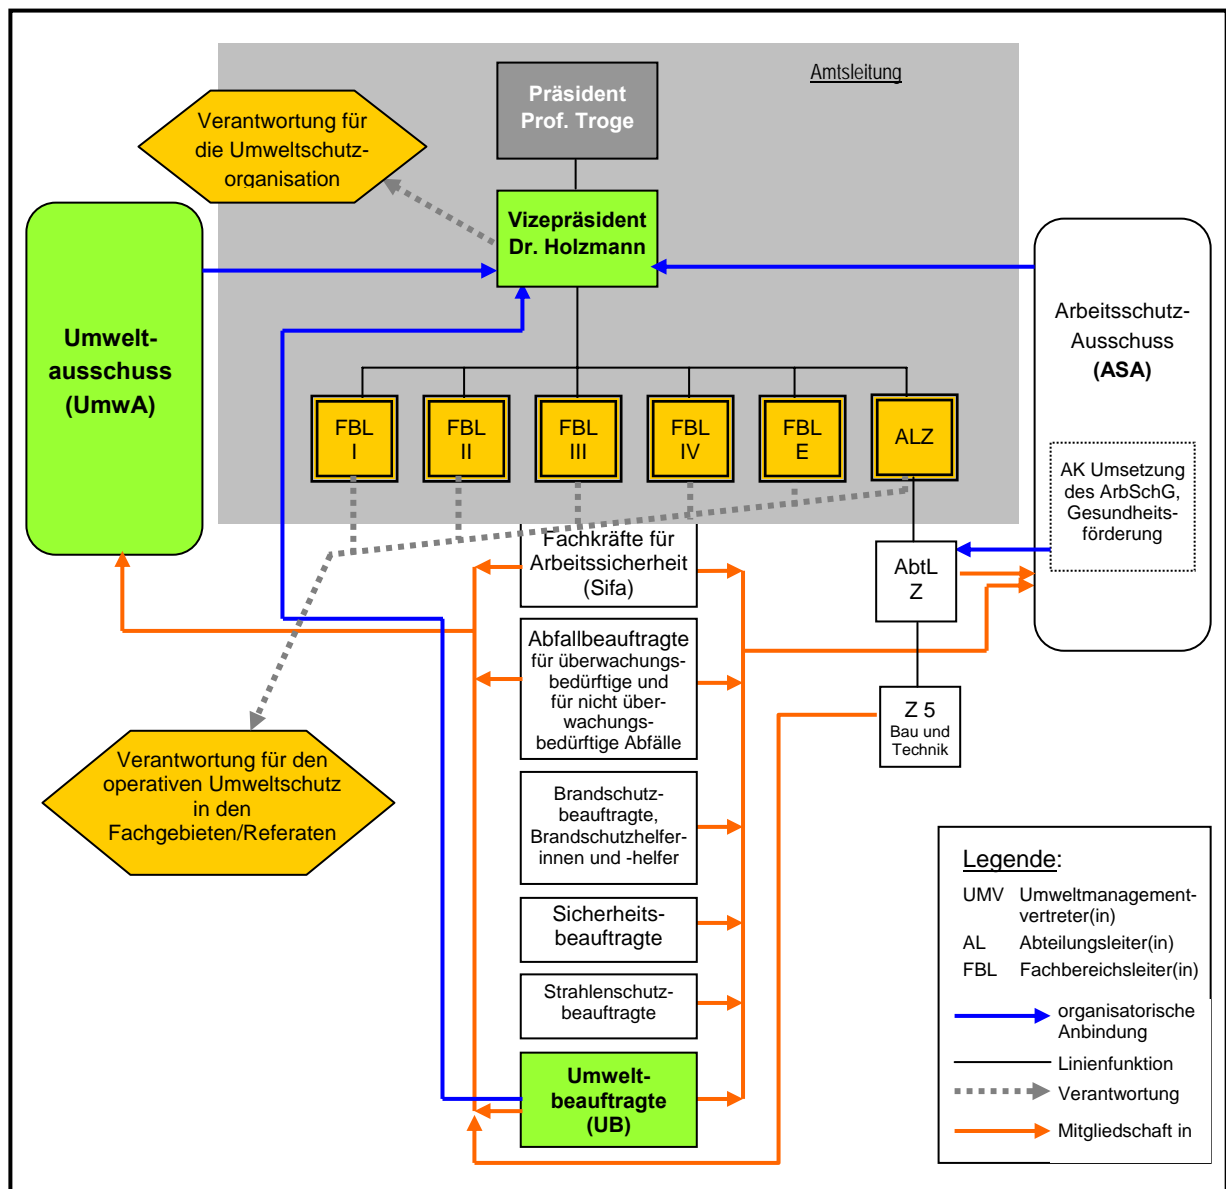 Amtsleitung
Präsident
Prof. Troge
Verantwortung für
die Umweltschutz-
organisation
Vizepräsident
Dr. Holzmann
Umwelt-
ausschuss
(UmwA)
Arbeitsschutz-
Ausschuss
(ASA)
AK Umsetzung
des ArbSchG,
Gesundheits-
förderung
FBL
I
FBL
II
FBL
III
FBL
IV
FBL
E
ALZ
Fachkräfte für
Arbeitssicherheit
(Sifa)
AbtL
Z
Abfallbeauftragte
für überwachungs-
bedürftige und
für nicht über-
wachungs-
bedürftige Abfälle
Z 5
Bau und
Technik
Verantwortung für den
operativen Umweltschutz
in den
Fachgebieten/Referaten
Brandschutz-
beauftragte,
Brandschutzhelfer-
innen und -helfer
Sicherheits-
beauftragte
Strahlenschutz-
beauftragte
Umwelt-
beauftragte
(UB)
Legende:
UMV Umweltmanagement-
vertreter(in)
AL Abteilungsleiter(in)
FBL Fachbereichsleiter(in)
organisatorische
Anbindung
Linienfunktion
Verantwortung
Mitgliedschaft in